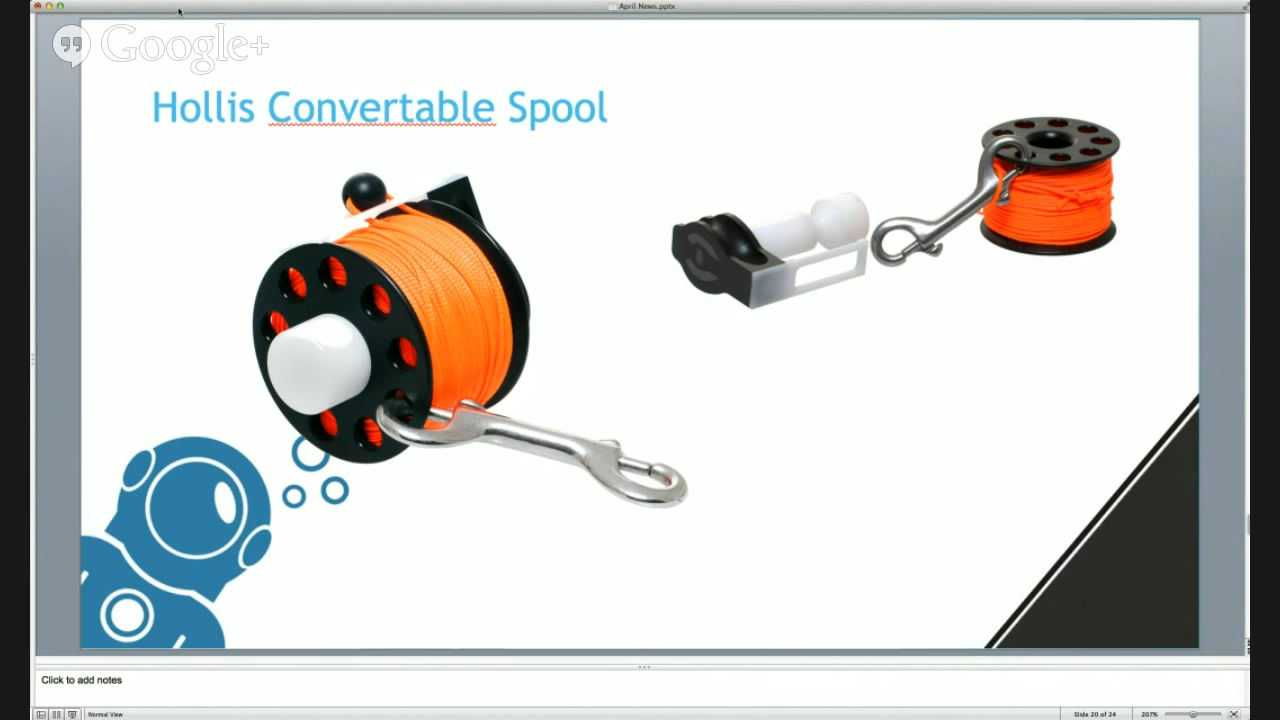 April News.pptx
Google+
Hollis Convertable Spool
Click to add notes
Normal View
Slide 20 of 24
207%